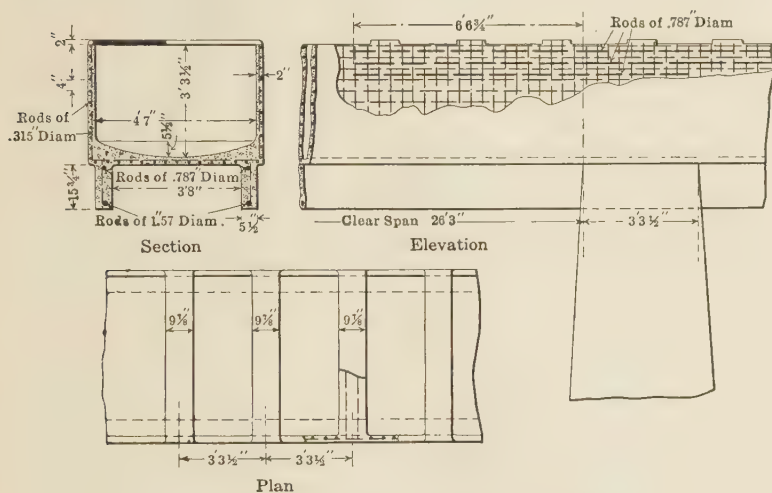 2"
4"
Rods of
.315" Diam
4'7"
3'3½"
5½"
2"
15¾"
Rods of .787" Diam
3'8"
Rods of 1.57 Diam.
5½"
Section
6'6¾"
Rods of .787" Diam
Clear Span 26'3"
3'3½"
Elevation
9⅞"
9⅞"
9⅞"
3'3½"
3'3½"
Plan